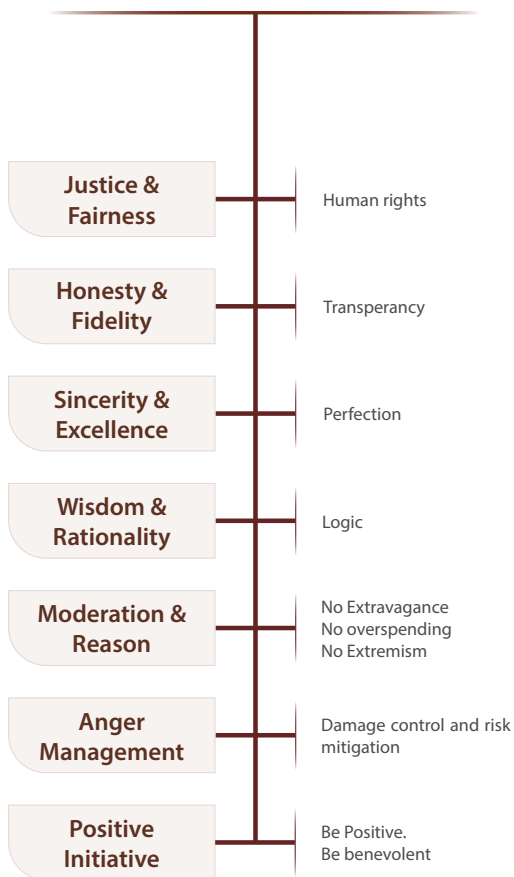 Justice &
Fairness
Human rights
Honesty &
Fidelity
Transperancy
Sincerity &
Excellence
Perfection
Wisdom &
Rationality
Logic
Moderation &
Reason
No Extravagance
No overspending
No Extremism
Anger
Management
Damage control and risk
mitigation
Positive
Initiative
Be Positive.
Be benevolent